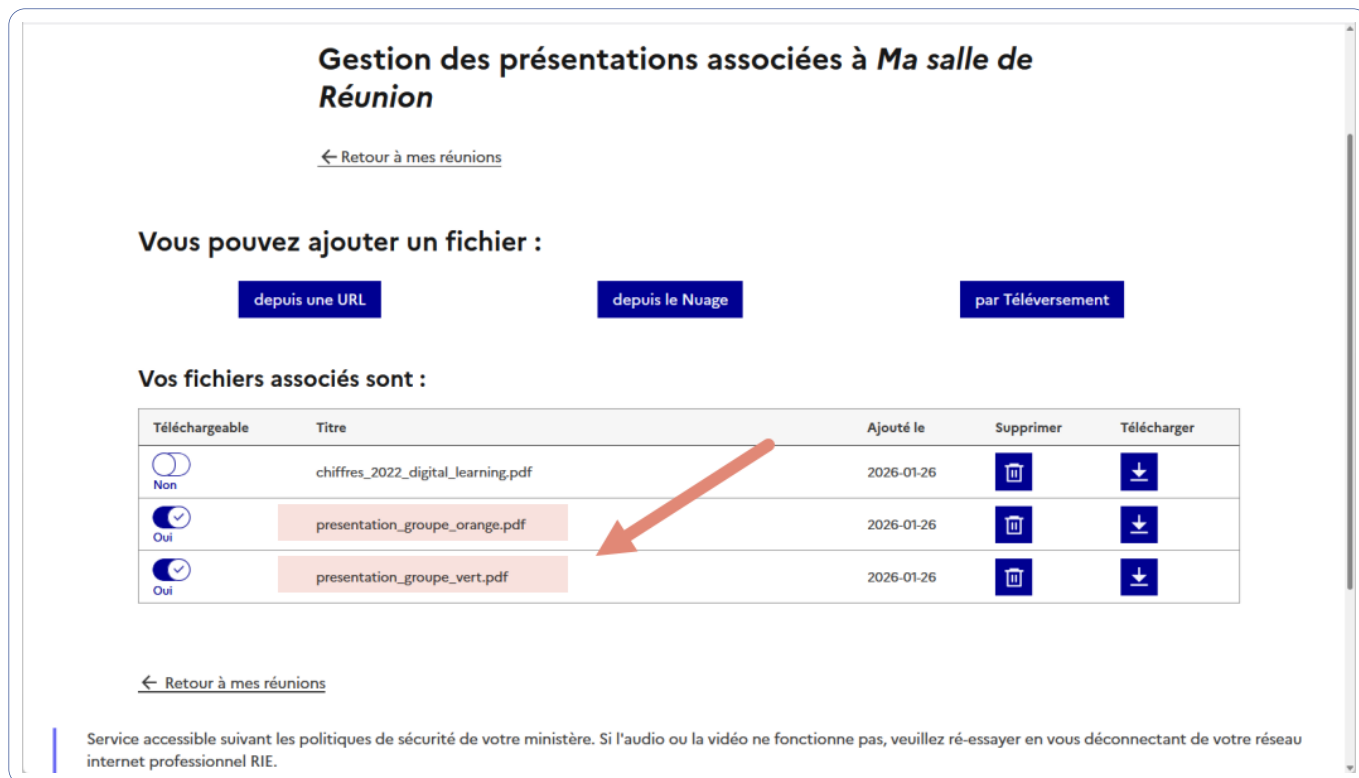 Gestion des présentations associées à Ma salle de
Réunion
← Retour à mes réunions
Vous pouvez ajouter un fichier :
depuis une URL depuis le Nuage par Téléversement
Vos fichiers associés sont :
Téléchargeable Titre Ajouté le Supprimer Télécharger
Non chiffres_2022_digital_learning.pdf 2026-01-26
Oui presentation_groupe_orange.pdf 2026-01-26
Oui presentation_groupe_vert.pdf 2026-01-26
← Retour à mes réunions
Service accessible suivant les politiques de sécurité de votre ministère. Si l'audio ou la vidéo ne fonctionne pas, veuillez ré-essayer en vous déconnectant de votre réseau
internet professionnel RIE.